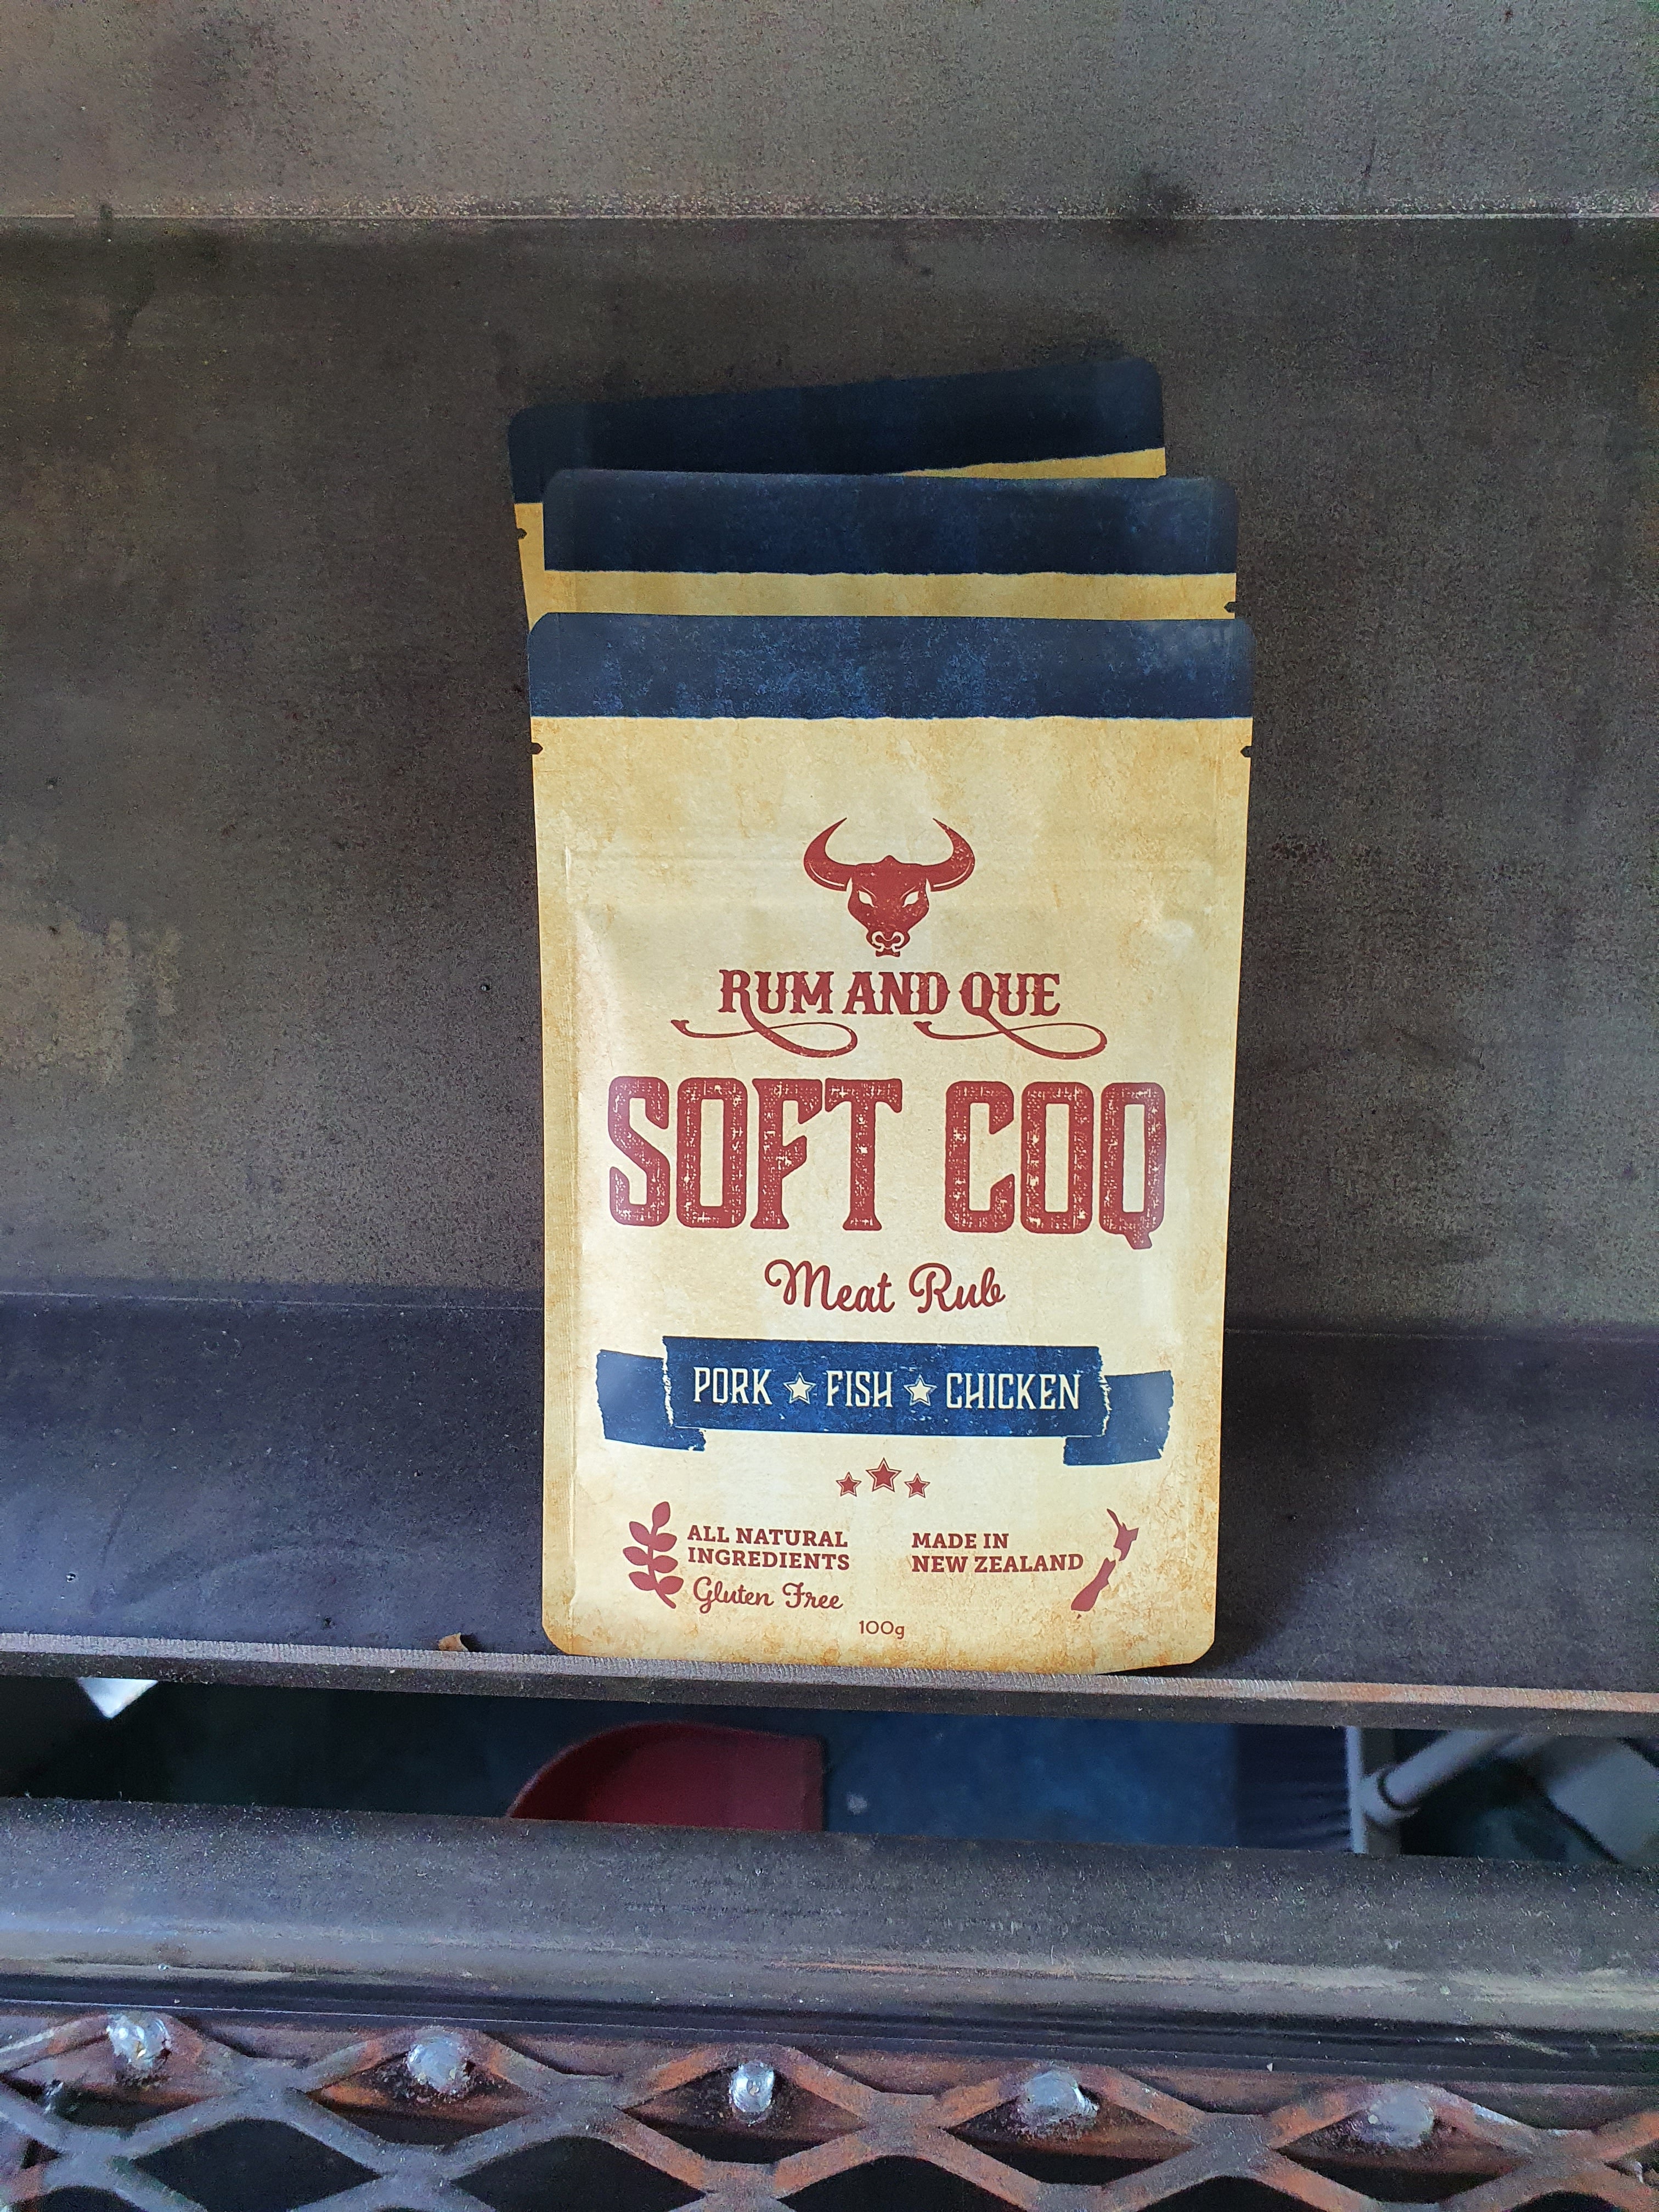 RUM AND QUE
SOFT COQ
Meat Rub
PORK FISH CHICKEN
ALL NATURAL
INGREDIENTS
Gluten Free
MADE IN
NEW ZEALAND
100g